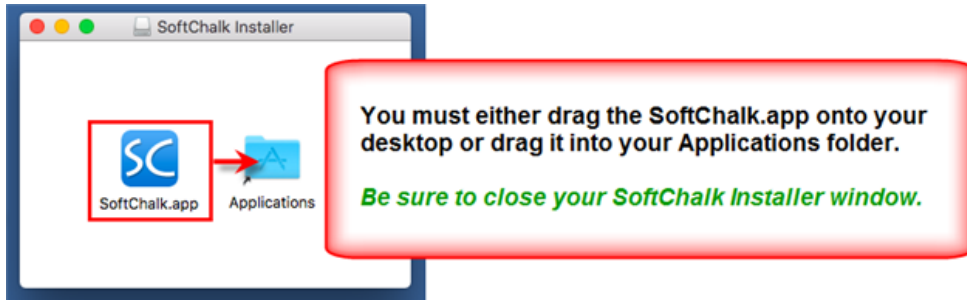 SoftChalk Installer
SC
SoftChalk.app
Applications
You must either drag the SoftChalk.app onto your
desktop or drag it into your Applications folder.
Be sure to close your SoftChalk Installer window.